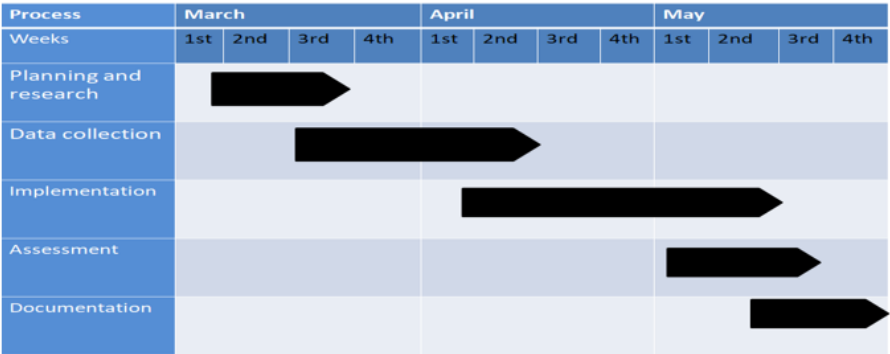 Process March April May
Weeks 1st 2nd 3rd 4th 1st 2nd 3rd 4th 1st 2nd 3rd 4th
Planning and
research
Data collection
Implementation
Assessment
Documentation